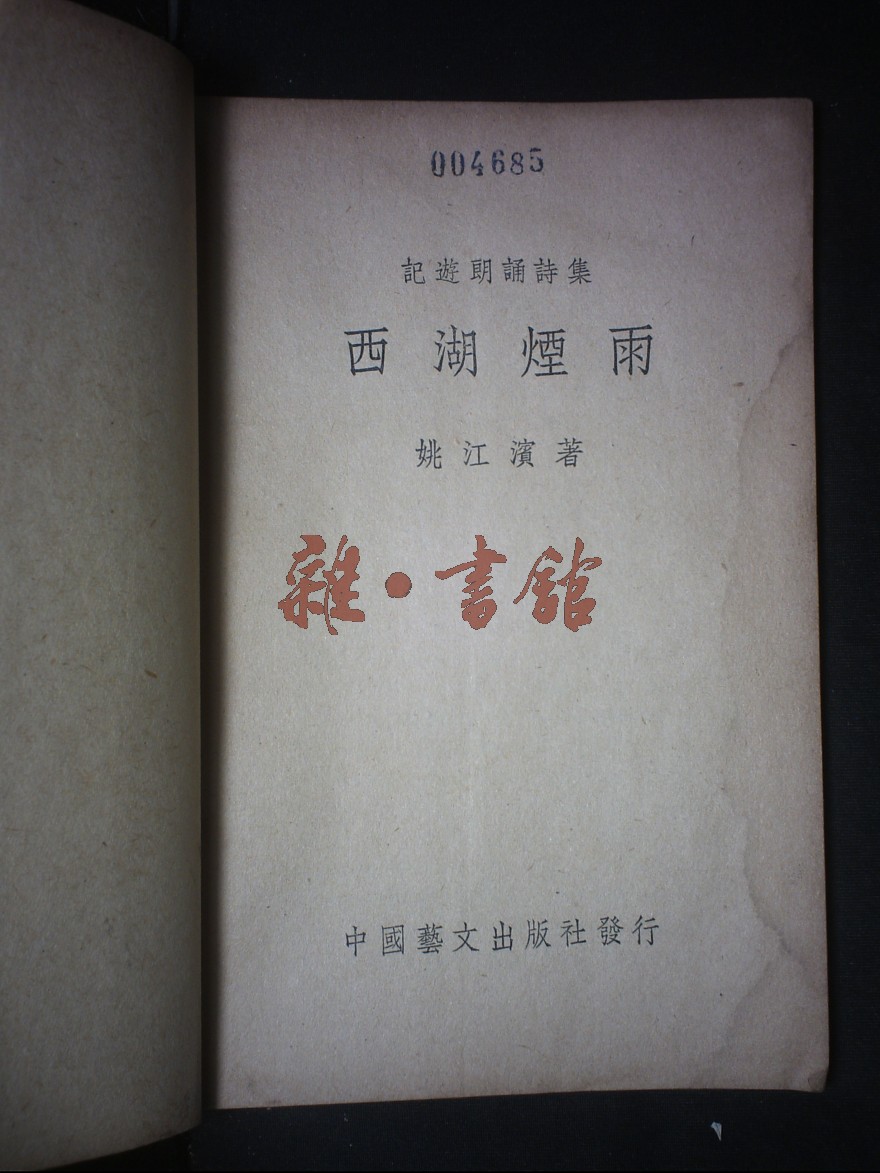 004685
記遊朗誦詩集
西湖煙雨
姚江濱著
雜·書館
中國藝文出版社發行